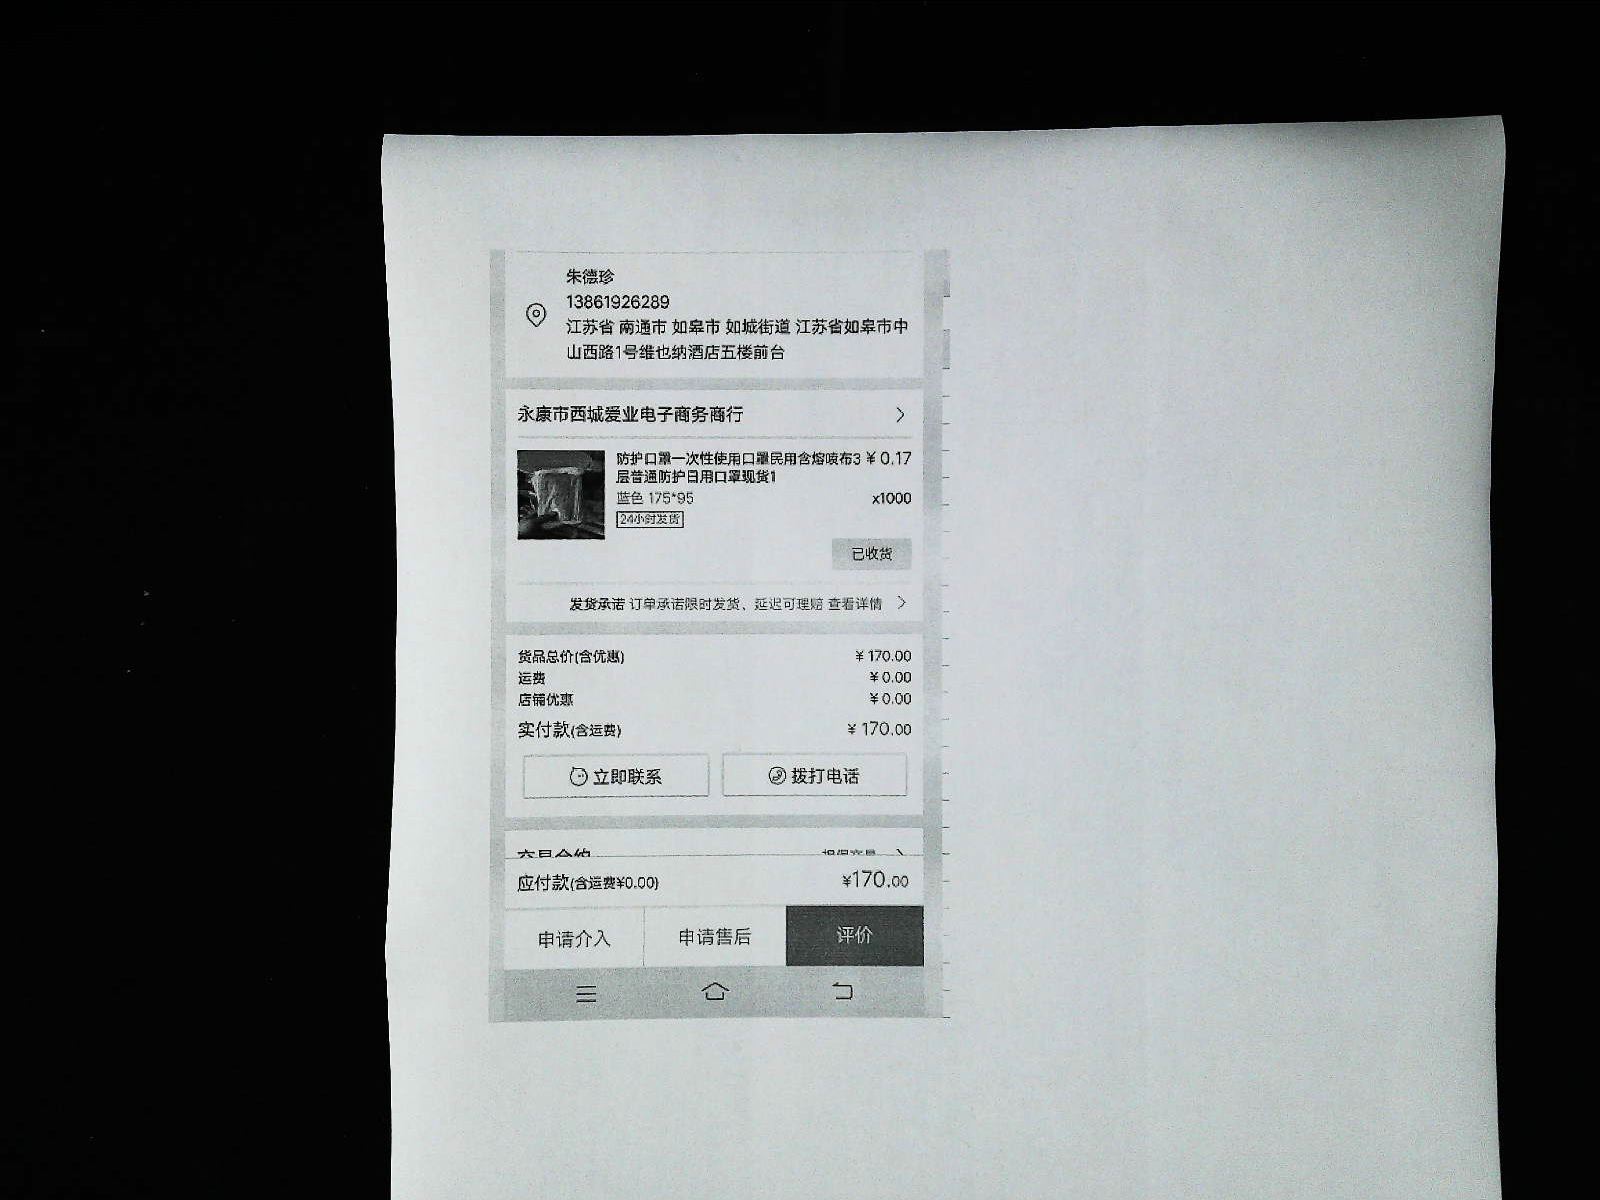 朱德珍
13861926289
江苏省 南通市 如皋市 如城街道 江苏省如皋市中
山西路1号维也纳酒店五楼前台
永康市西城爱业电子商务商行
防护口罩一次性使用口罩民用含熔喷布3 ¥ 0.17
层普通防护日用口罩现货1
蓝色 175*95 x1000
24小时发货
已收货
发货承诺 订单承诺限时发货、延迟可理赔 查看详情
货品总价(含优惠) ¥ 170.00
运费 ¥ 0.00
店铺优惠 ¥ 0.00
实付款(含运费) ¥ 170.00
立即联系 拨打电话
交易合约 担保交易
应付款(含运费¥0.00) ¥170.00
申请介入 申请售后 评价